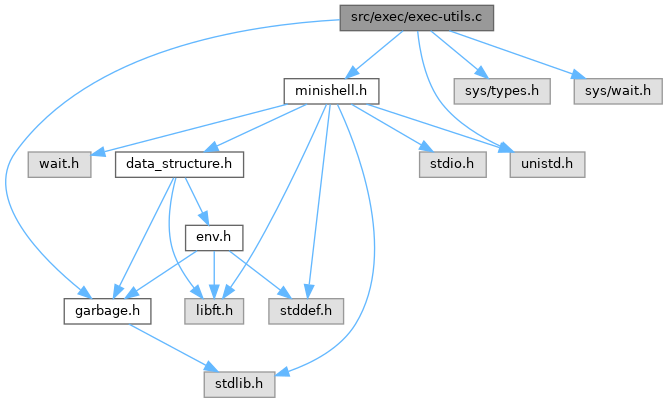 src/exec/exec-utils.c
minishell.h
sys/types.h
sys/wait.h
wait.h
data_structure.h
stdio.h
unistd.h
env.h
garbage.h
libft.h
stddef.h
stdlib.h